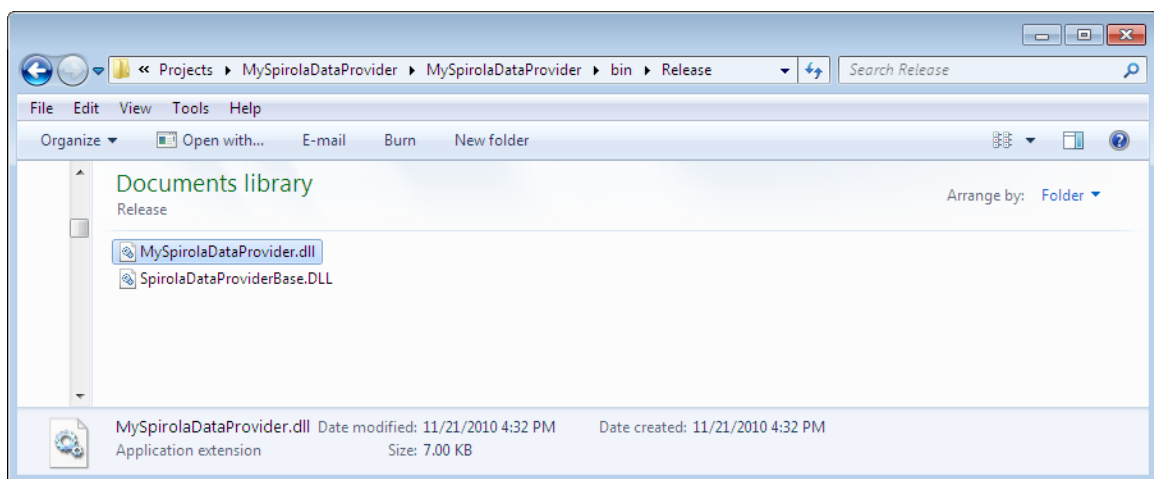 « Projects ▸ MySpirolaDataProvider ▸ MySpirolaDataProvider ▸ bin ▸ Release Search Release
File Edit View Tools Help
Organize Open with... E-mail Burn New folder
Documents library
Arrange by: Folder
Release
MySpirolaDataProvider.dll
SpirolaDataProviderBase.DLL
MySpirolaDataProvider.dll Date modified: 11/21/2010 4:32 PM Date created: 11/21/2010 4:32 PM
Application extension Size: 7.00 KB